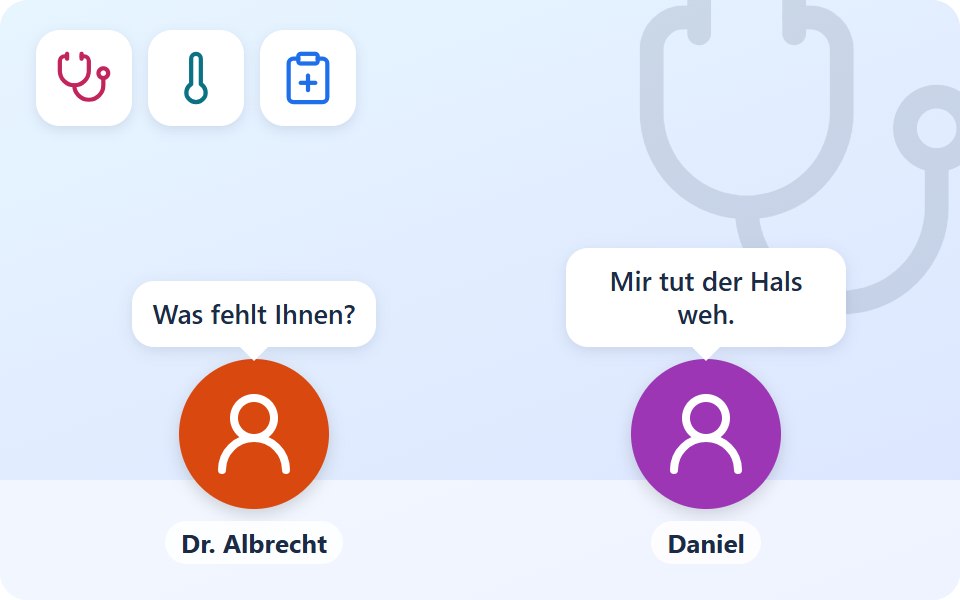 Was fehlt Ihnen?
Mir tut der Hals
weh.
Dr. Albrecht
Daniel